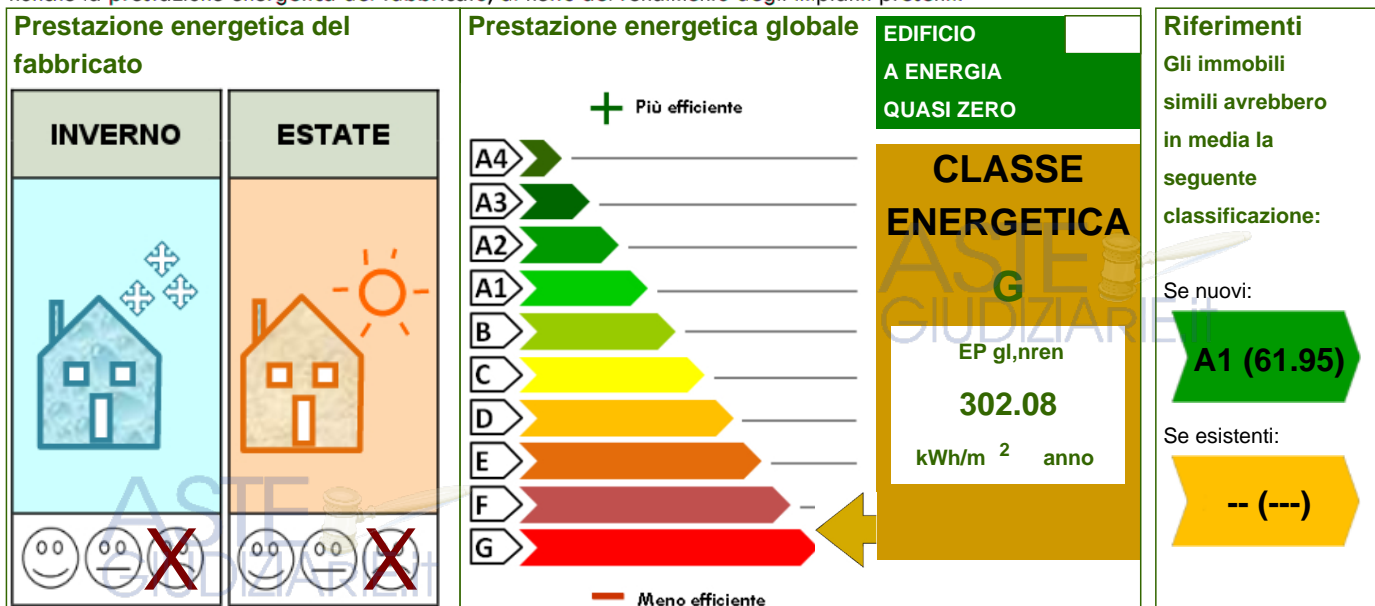 Prestazione energetica del
fabbricato
INVERNO
ESTATE
Prestazione energetica globale
Più efficiente
A4
A3
A2
A1
B
C
D
E
F
G
Meno efficiente
EDIFICIO
A ENERGIA
QUASI ZERO
CLASSE
ENERGETICA
G
EP gl,nren
302.08
kWh/m 2 anno
Riferimenti
Gli immobili
simili avrebbero
in media la
seguente
classificazione:
Se nuovi:
A1 (61.95)
Se esistenti:
-- (---)
X
X
ASTE
GIUDIZIARIE.it
ASTE
GIUDIZIARIE.it